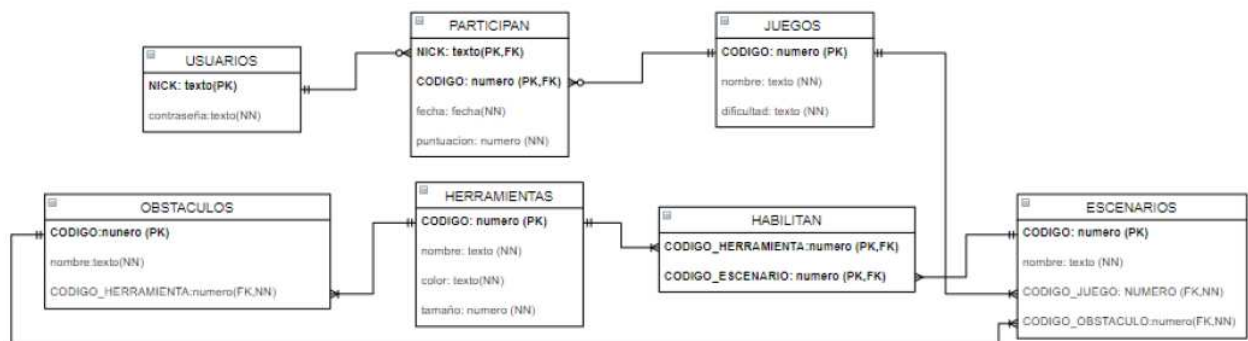 PARTICIPAN
NICK: texto(PK,FK)
CODIGO: numero (PK,FK)
fecha: fecha(NN)
puntuacion: numero (NN)
JUEGOS
CODIGO: numero (PK)
nombre: texto (NN)
dificultad: texto (NN)
USUARIOS
NICK: texto(PK)
contraseña:texto(NN)
OBSTACULOS
CODIGO:nunero (PK)
nombre:texto(NN)
CODIGO_HERRAMIENTA:numero(FK,NN)
HERRAMIENTAS
CODIGO: numero (PK)
nombre: texto (NN)
color: texto(NN)
tamaño: numero (NN)
HABILITAN
CODIGO_HERRAMIENTA:numero (PK,FK)
CODIGO_ESCENARIO: numero (PK,FK)
ESCENARIOS
CODIGO: numero (PK)
nombre: texto (NN)
CODIGO_JUEGO: NUMERO (FK,NN)
CODIGO_OBSTACULO:numero(FK,NN)